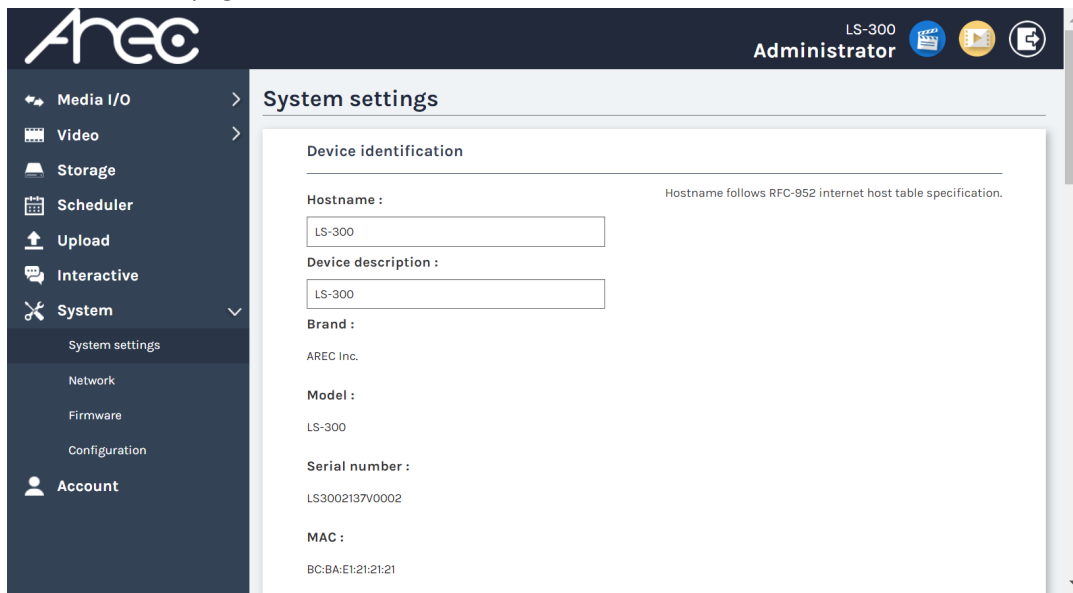 Arec
LS-300
Administrator
Media I/O
Video
Storage
Scheduler
Upload
Interactive
System
System settings
Network
Firmware
Configuration
Account
System settings
Device identification
Hostname :
Hostname follows RFC-952 internet host table specification.
LS-300
Device description :
LS-300
Brand :
AREC Inc.
Model :
LS-300
Serial number :
LS3002137V0002
MAC :
BC:BA:E1:21:21:21